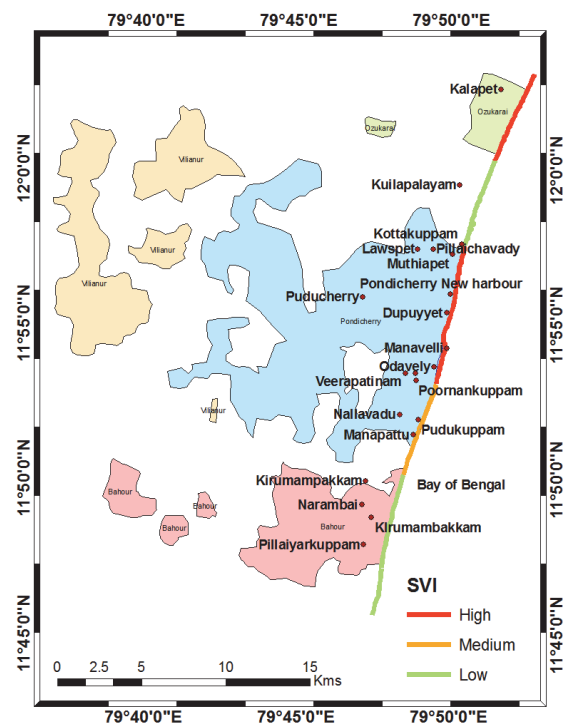 79°40'0"E 79°45'0"E 79°50'0"E
Kalapet
Ozukarai
Ozukarai
12°0'0"N
12°0'0"N
Vilianur
Kuilapalayam
Kottakuppam
Lawspet
Pillaichavady
Vilianur
Muthiapet
Vilianur
Pondicherry New harbour
Puducherry
Dupuyyet
Pondicherry
11°55'0"N
11°55'0"N
Manavelli
Odavely
Veerapatinam
Poornankuppam
Vilianur
Nallavadu
Pudukuppam
Manapattu
11°50'0"N
11°50'0"N
Kirumampakkam
Bay of Bengal
Bahour
Bahour
Narambai
Bahour
Bahour
KIrumambakkam
Pillaiyarkuppam
SVI
High
11°45'0"N
11°45'0"N
Medium
Low
0 2.5 5 10 15
Kms
79°40'0"E 79°45'0"E 79°50'0"E